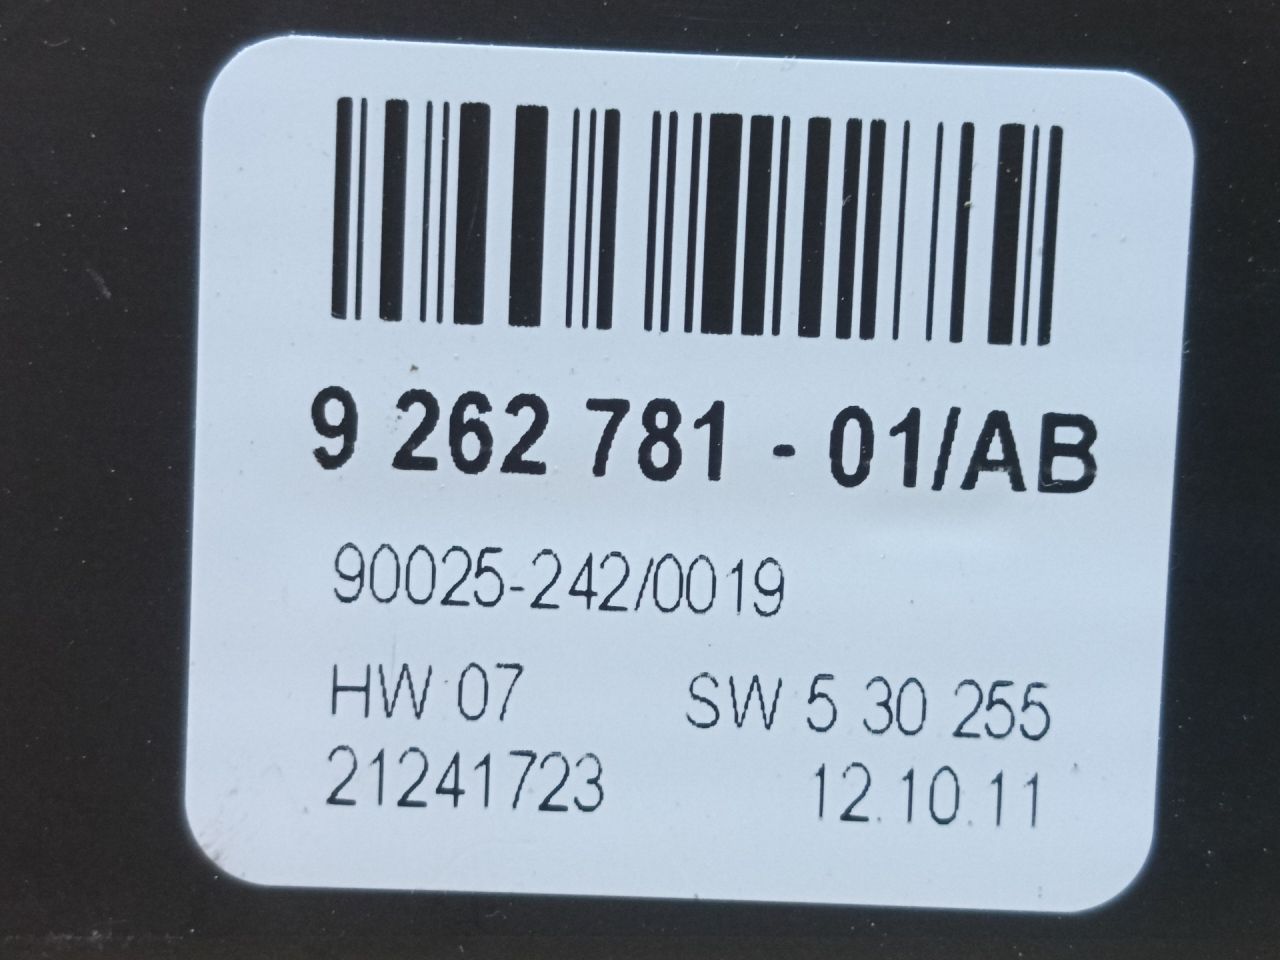 9 262 781 - 01/AB
90025-242/0019
HW 07 SW 5 30 255
21241723 12.10.11